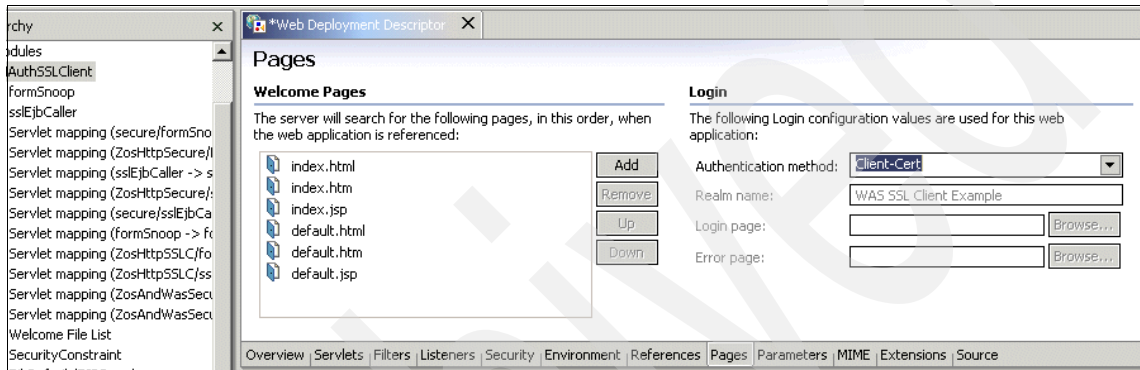 rchy
*Web Deployment Descriptor
dules
AuthSSLClient
formSnoop
sslEjbCaller
Servlet mapping (secure/formSno
Servlet mapping (ZosHttpSecure/
Servlet mapping (sslEjbCaller -> s
Servlet mapping (ZosHttpSecure/
Servlet mapping (secure/sslEjbCa
Servlet mapping (formSnoop -> fo
Servlet mapping (ZosHttpSSLC/fo
Servlet mapping (ZosHttpSSLC/ss
Servlet mapping (ZosAndWasSecu
Servlet mapping (ZosAndWasSecu
Welcome File List
SecurityConstraint
Pages
Welcome Pages
The server will search for the following pages, in this order, when
the web application is referenced:
index.html
index.htm
index.jsp
default.html
default.htm
default.jsp
Add
Remove
Up
Down
Login
The following Login configuration values are used for this web
application:
Authentication method: Client-Cert
Realm name: WAS SSL Client Example
Login page: Browse...
Error page: Browse...
Overview Servlets Filters Listeners Security Environment References Pages Parameters MIME Extensions Source